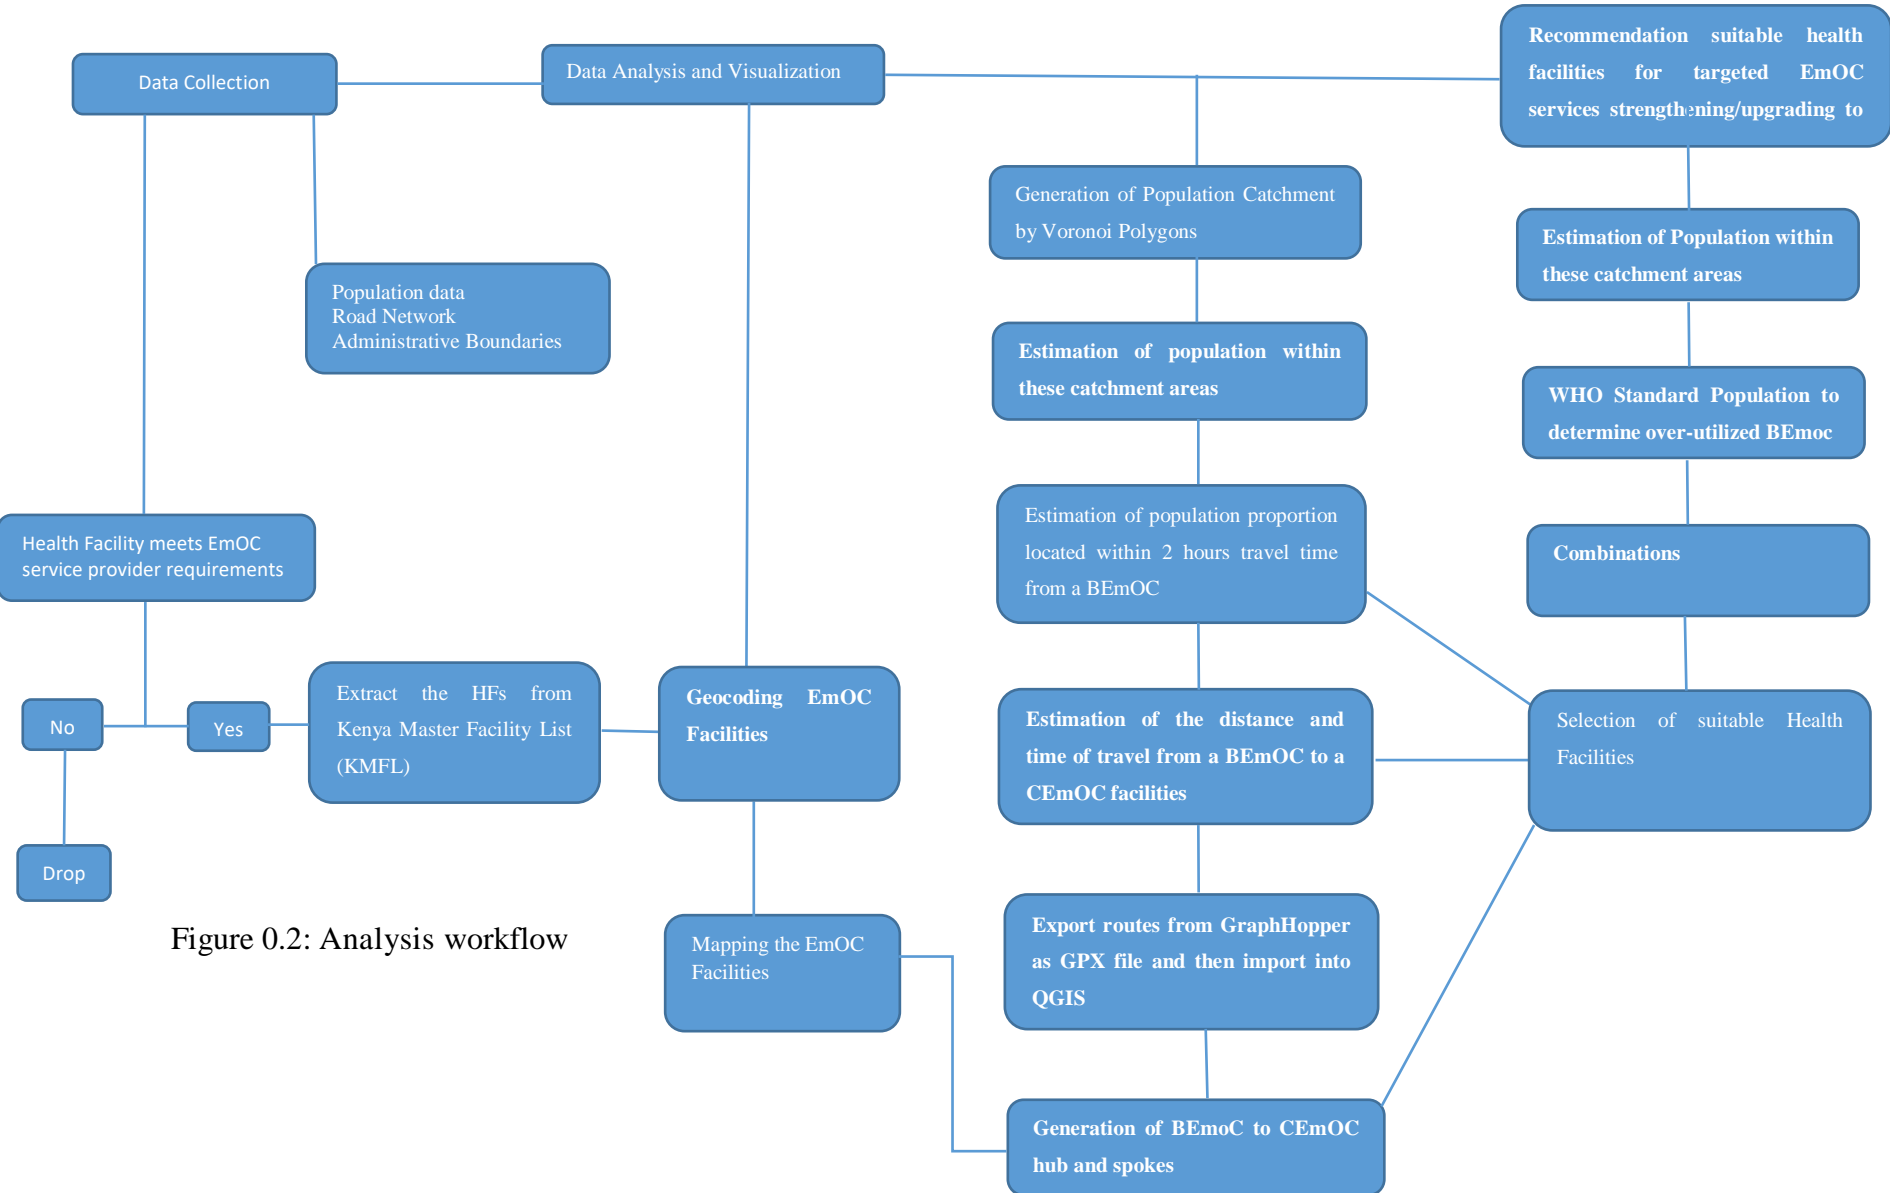 Data Collection
Data Analysis and Visualization
Recommendation suitable health
facilities for targeted EmOC
services strengthening/upgrading to
Generation of Population Catchment
by Voronoi Polygons
Estimation of Population within
these catchment areas
Population data
Road Network
Administrative Boundaries
Estimation of population within
these catchment areas
WHO Standard Population to
determine over-utilized BEmoc
Health Facility meets EmOC
service provider requirements
Estimation of population proportion
located within 2 hours travel time
from a BEmOC
Combinations
No
Yes
Extract the HFs from
Kenya Master Facility List
(KMFL)
Geocoding EmOC
Facilities
Estimation of the distance and
time of travel from a BEmOC to a
CEmOC facilities
Selection of suitable Health
Facilities
Drop
Figure 0.2: Analysis workflow
Mapping the EmOC
Facilities
Export routes from GraphHopper
as GPX file and then import into
QGIS
Generation of BEmoC to CEmOC
hub and spokes